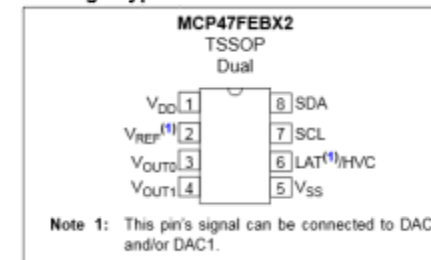 MCP47FEBX2
TSSOP
Dual
VDD 1
8 SDA
VREF(1) 2
7 SCL
VOUT0 3
6 LAT(1)/HVC
VOUT1 4
5 VSS
Note 1: This pin's signal can be connected to DAC
and/or DAC1.